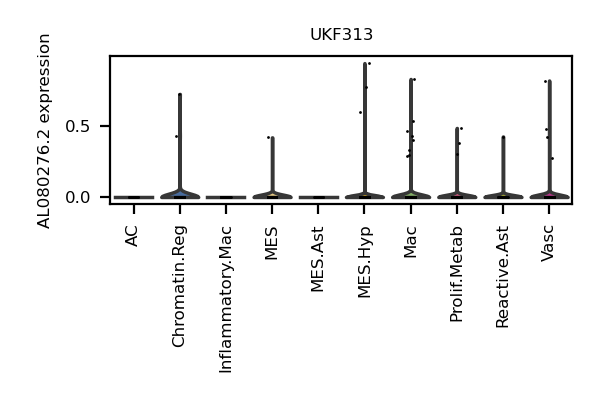 UKF313
AL080276.2 expression
0.5
0.0
AC
Chromatin.Reg
Inflammatory.Mac
MES
MES.Ast
MES.Hyp
Mac
Prolif.Metab
Reactive.Ast
Vasc